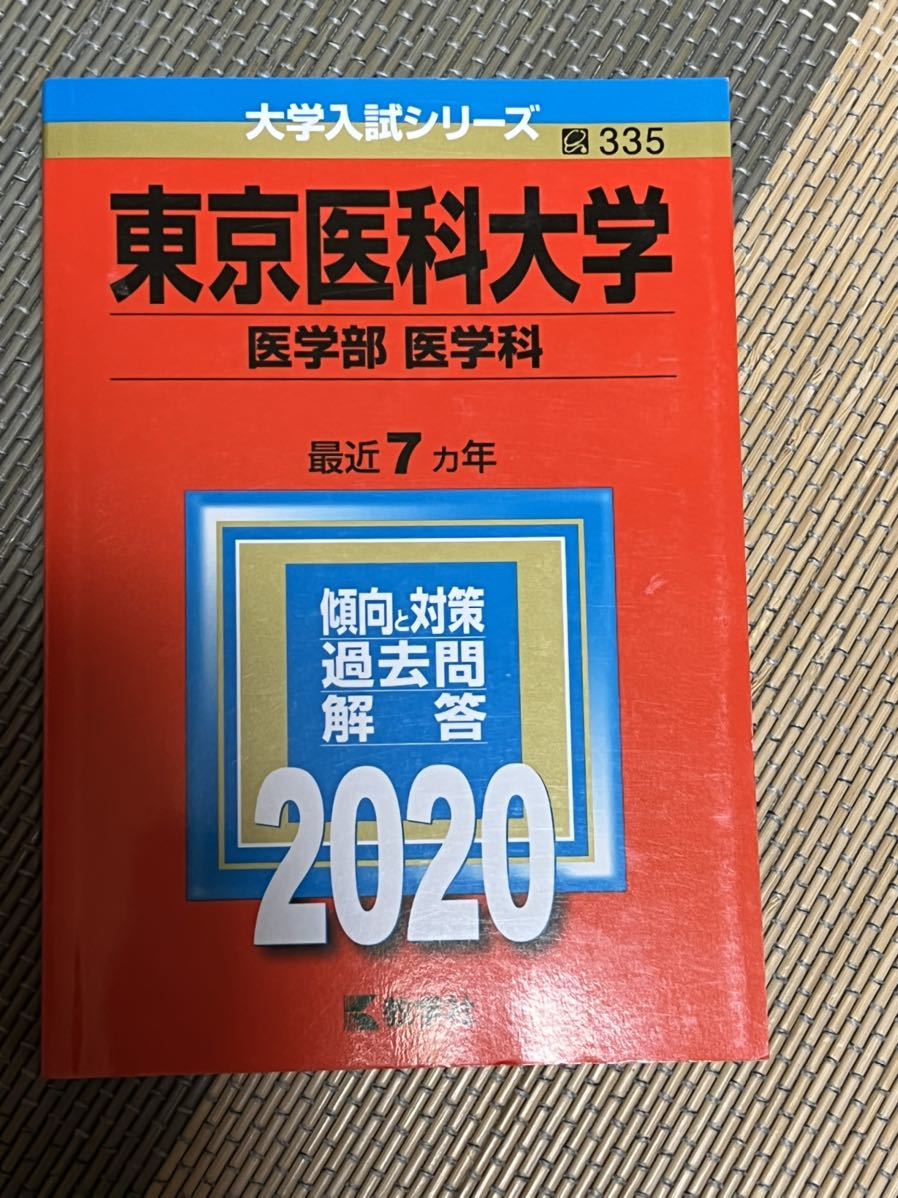 大学入試シリーズ
335
東京医科大学
医学部 医学科
最近7ヵ年
傾向と対策
過去問
解答
2020
教学社